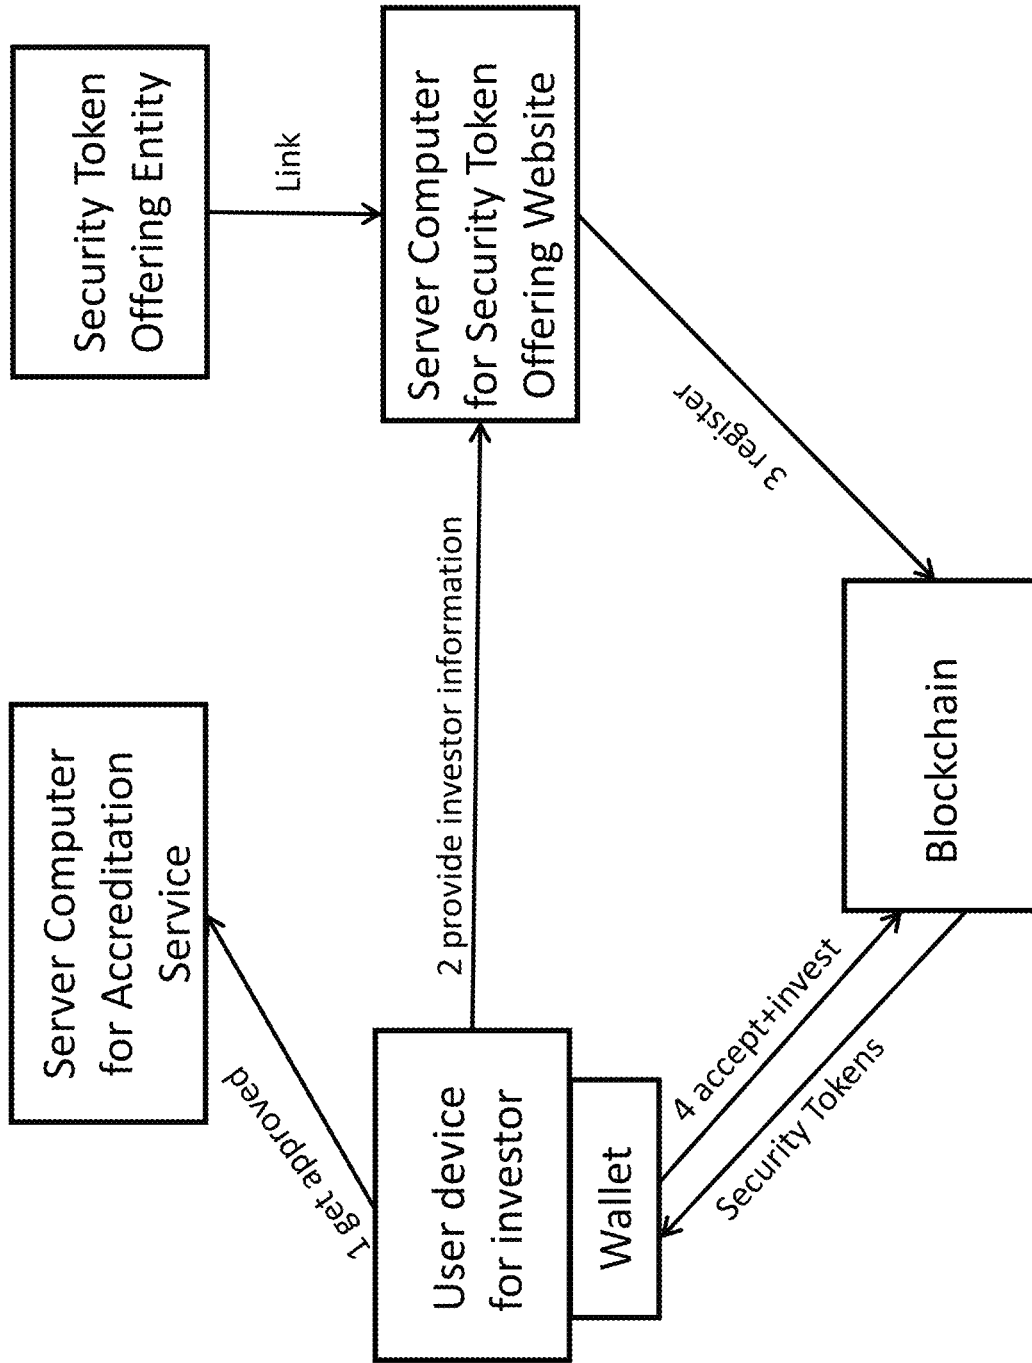 Server Computer
for Accreditation
Service
Security Token
Offering Entity
1 get approved
Link
User device
for investor
2 provide investor information
Server Computer
for Security Token
Offering Website
Wallet
4 accept+invest
Security Tokens
3 register
Blockchain